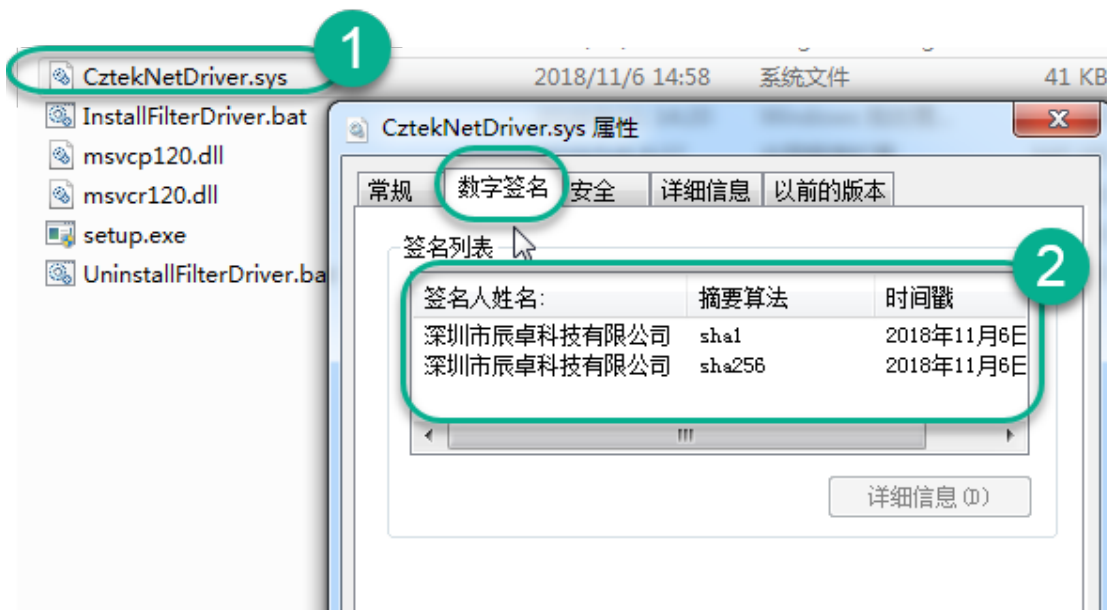 1
CztekNetDriver.sys 2018/11/6 14:58 系统文件 41 KB
InstallFilterDriver.bat
msvcp120.dll
msvcr120.dll
setup.exe
UninstallFilterDriver.ba
CztekNetDriver.sys 属性
常规 数字签名 安全 详细信息 以前的版本
签名列表
2
签名人姓名: 摘要算法 时间戳
深圳市辰卓科技有限公司 sha1 2018年11月6日
深圳市辰卓科技有限公司 sha256 2018年11月6日
详细信息(D)